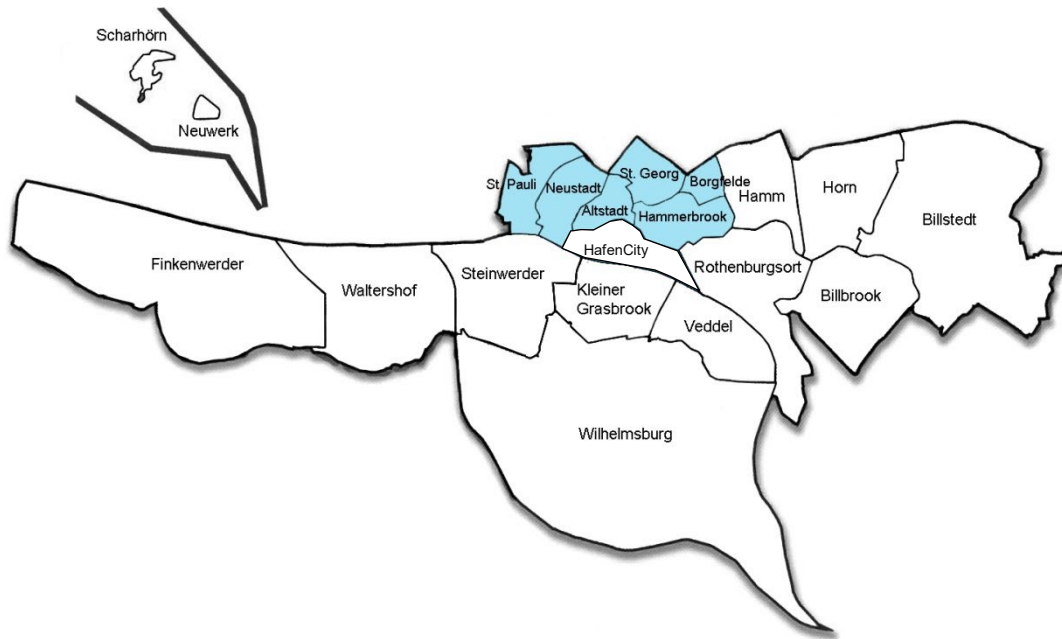 Scharhörn
Neuwerk
St. Pauli
Neustadt
St. Georg
Borgfelde
Altstadt
Hammerbrook
Hamm
Horn
Billstedt
HafenCity
Finkenwerder
Waltershof
Steinwerder
Kleiner
Grasbrook
Rothenburgsort
Billbrook
Veddel
Wilhelmsburg